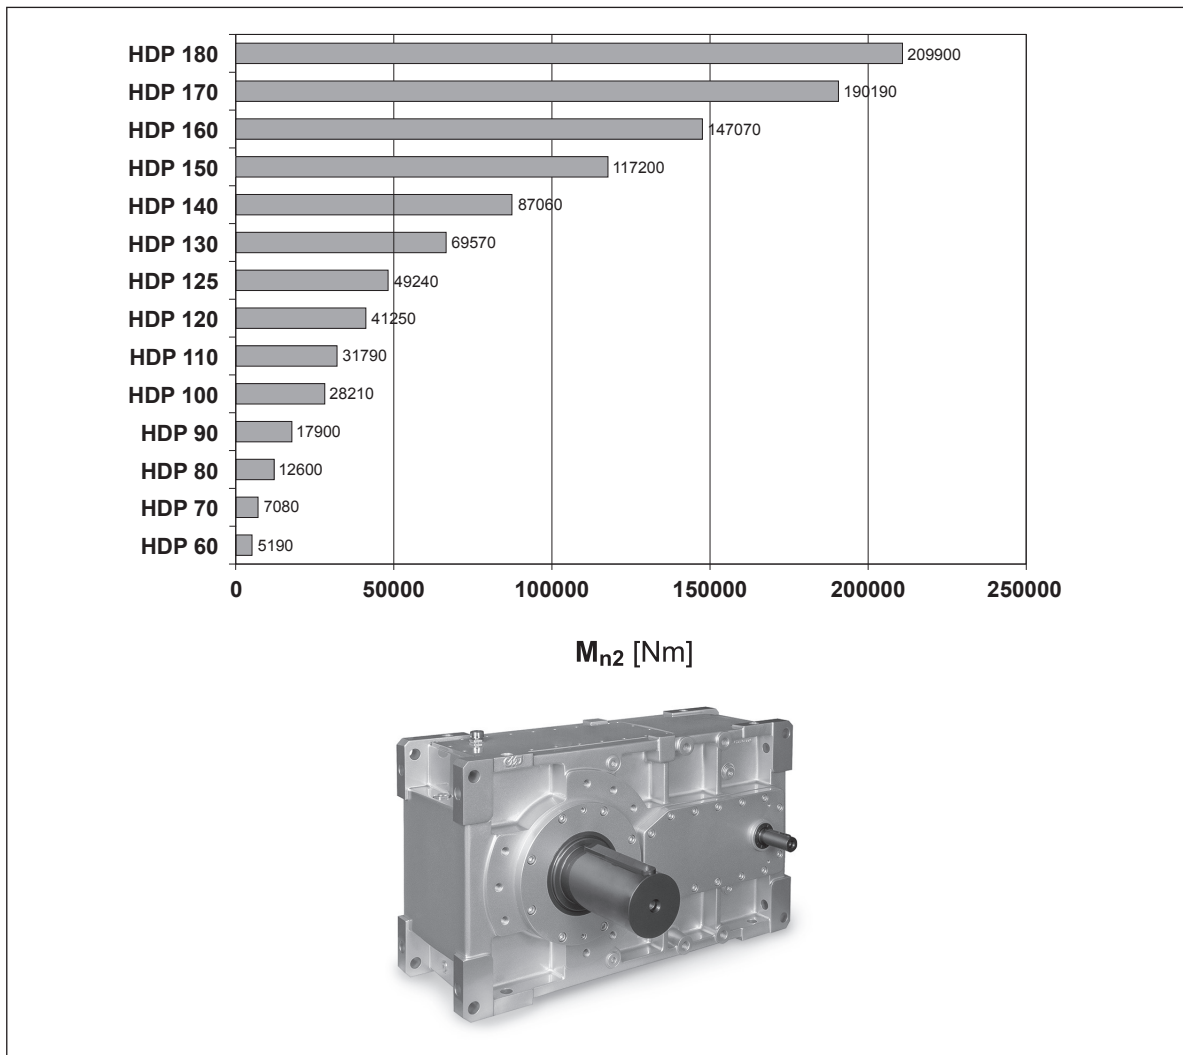 HDP 180 209900
HDP 170 190190
HDP 160 147070
HDP 150 117200
HDP 140 87060
HDP 130 69570
HDP 125 49240
HDP 120 41250
HDP 110 31790
HDP 100 28210
HDP 90 17900
HDP 80 12600
HDP 70 7080
HDP 60 5190
0 50000 100000 150000 200000 250000
Mn2 [Nm]